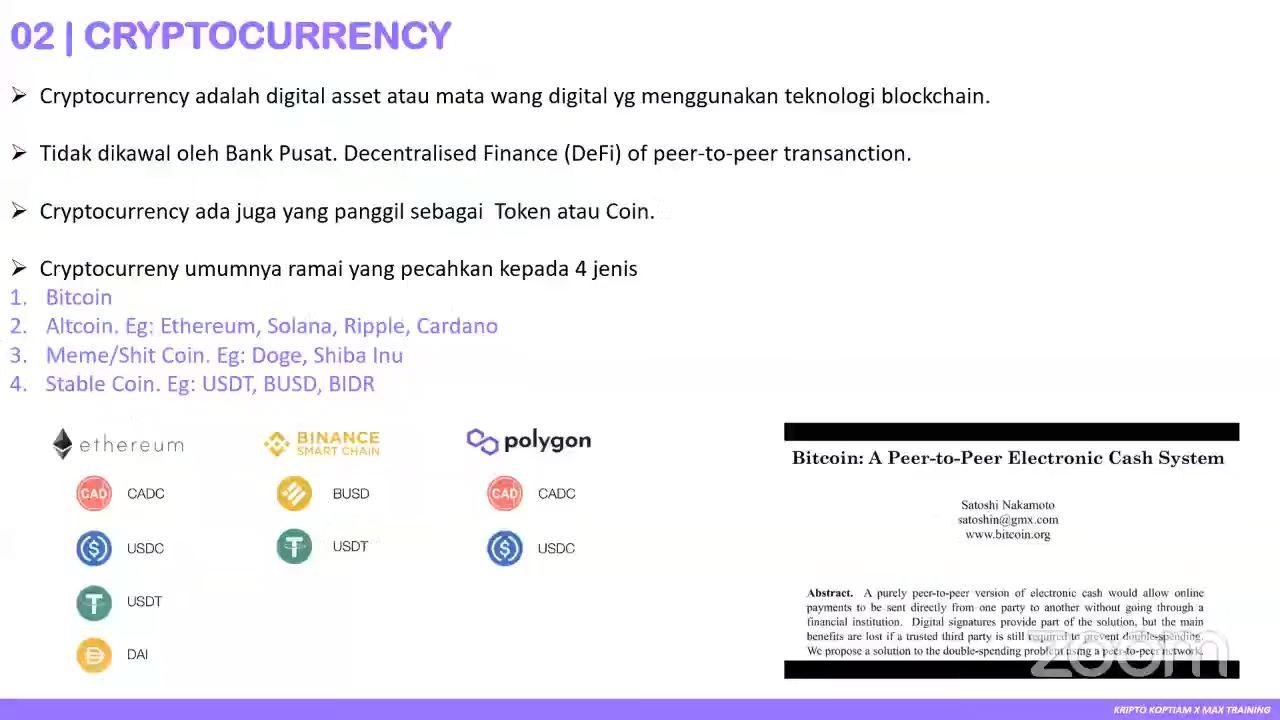 02 | CRYPTOCURRENCY
➢ Cryptocurrency adalah digital asset atau mata wang digital yg menggunakan teknologi blockchain.
➢ Tidak dikawal oleh Bank Pusat. Decentralised Finance (DeFi) of peer-to-peer transanction.
➢ Cryptocurrency ada juga yang panggil sebagai Token atau Coin.
➢ Cryptocurreny umumnya ramai yang pecahkan kepada 4 jenis
1. Bitcoin
2. Altcoin. Eg: Ethereum, Solana, Ripple, Cardano
3. Meme/Shit Coin. Eg: Doge, Shiba Inu
4. Stable Coin. Eg: USDT, BUSD, BIDR
ethereum
CAD CADC
USDC
USDT
DAI
BINANCE
SMART CHAIN
BUSD
USDT
polygon
CAD CADC
USDC
Bitcoin: A Peer-to-Peer Electronic Cash System
Satoshi Nakamoto
satoshin@gmx.com
www.bitcoin.org
Abstract. A purely peer-to-peer version of electronic cash would allow online
payments to be sent directly from one party to another without going through a
financial institution. Digital signatures provide part of the solution, but the main
benefits are lost if a trusted third party is still required to prevent double-spending.
We propose a solution to the double-spending problem using a peer-to-peer network.
zoom
KRIPTO KOPTIAM X MAX TRAINING